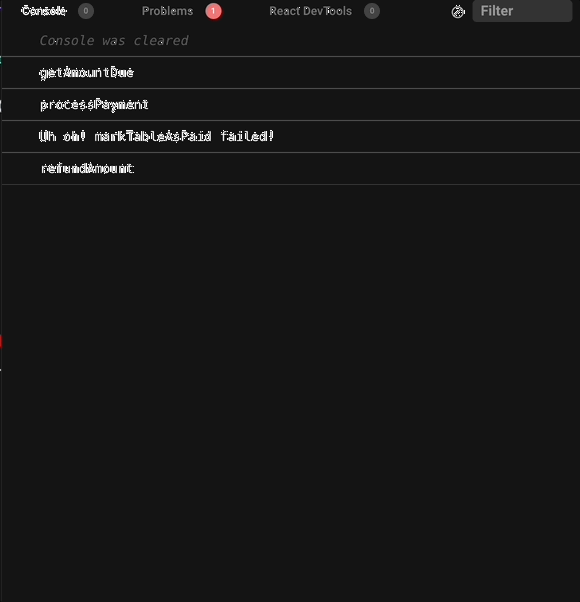 Console 0 Problems 1 React DevTools 0 Filter
Console was cleared
getAmountDue
processPayment
Uh oh! markTableAsPaid failed!
refundAmount